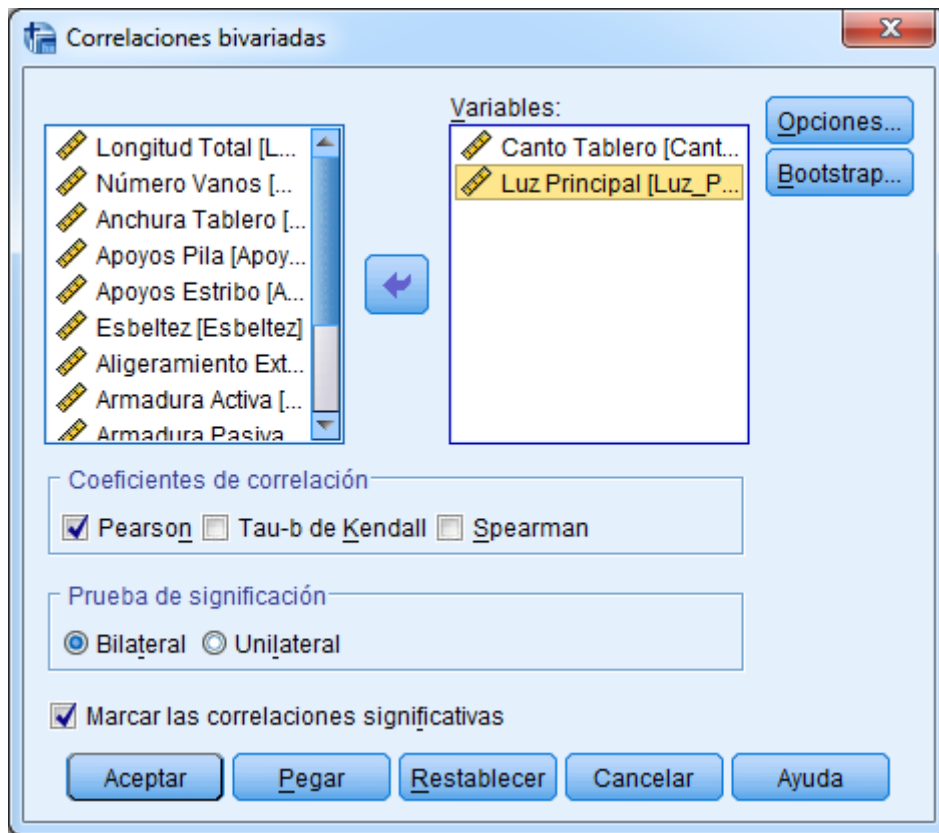 Correlaciones bivariadas
Variables:
Longitud Total [L...
Número Vanos [...
Anchura Tablero [...
Apoyos Pila [Apoy...
Apoyos Estribo [A...
Esbeltez [Esbeltez]
Aligeramiento Ext...
Armadura Activa [...
Armadura Pasiva
Canto Tablero [Cant...
Luz Principal [Luz_P...
Opciones...
Bootstrap...
Coeficientes de correlación
Pearson Tau-b de Kendall Spearman
Prueba de significación
Bilateral Unilateral
Marcar las correlaciones significativas
Aceptar Pegar Restablecer Cancelar Ayuda